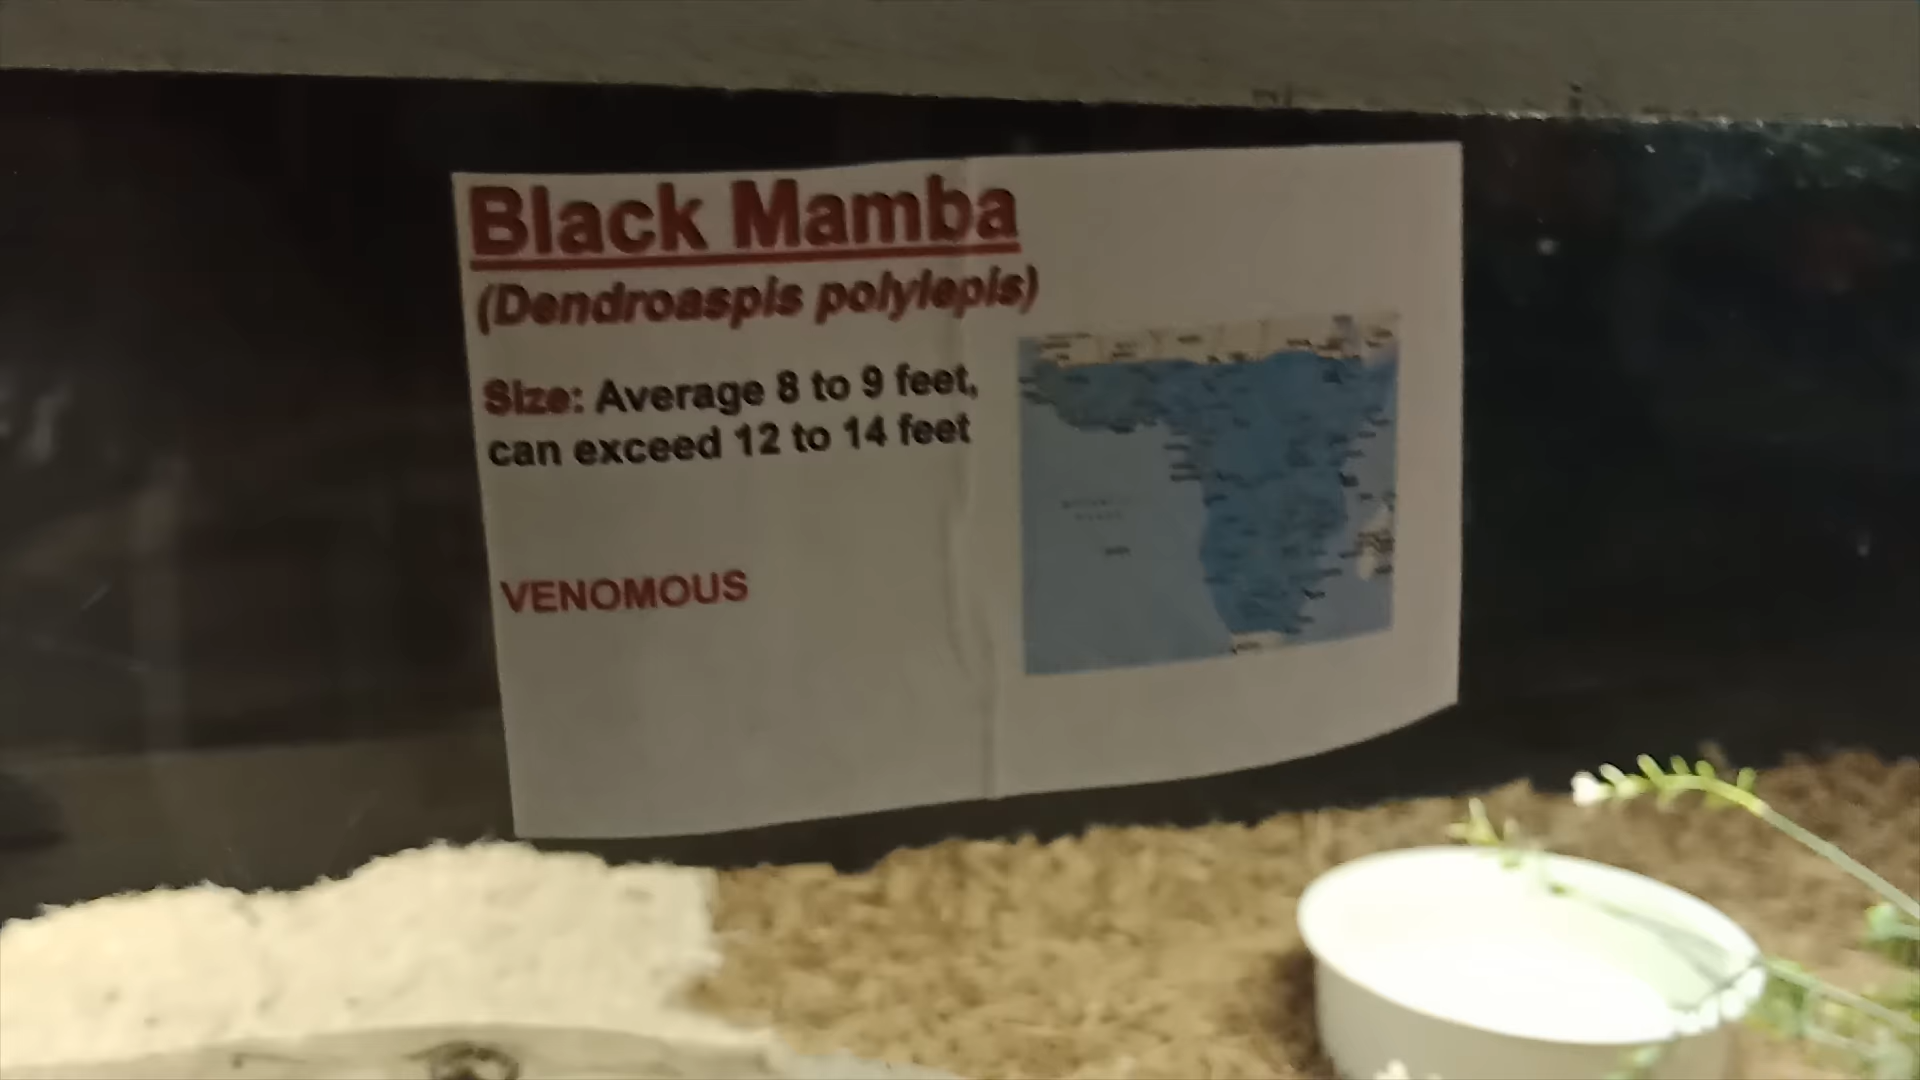 Black Mamba
(Dendroaspis polylepis)
Size: Average 8 to 9 feet,
can exceed 12 to 14 feet
VENOMOUS